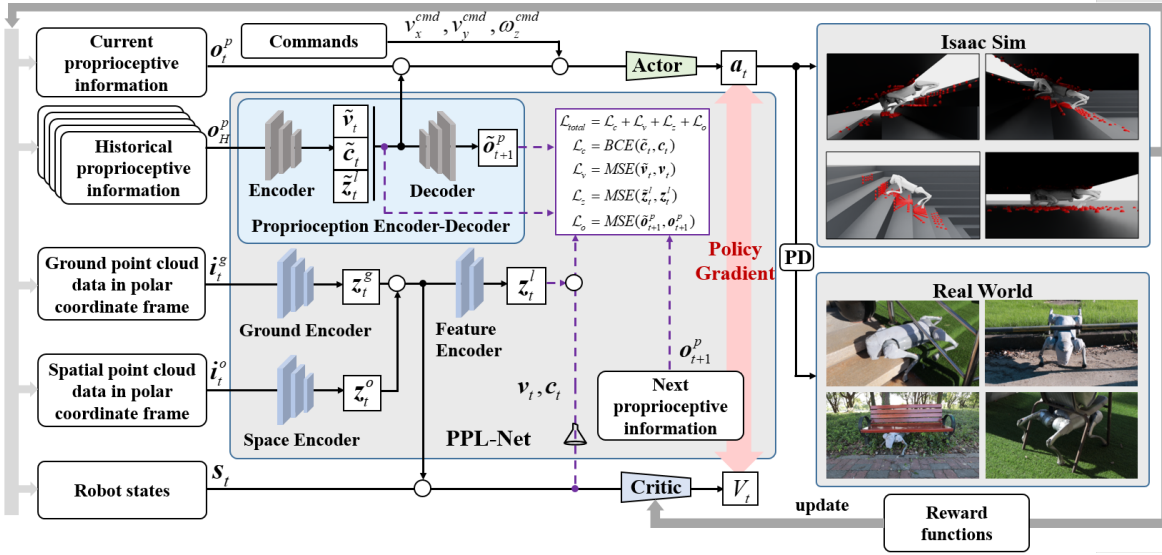 Current
proprioceptive
information
o_t^p
Commands
v_x^{cmd}, v_y^{cmd}, ω_z^{cmd}
Actor
a_t
Isaac Sim
Historical
proprioceptive
information
o_H^p
Encoder
ṽ_t
c̃_t
z̃_t^l
Decoder
õ_{t+1}^p
Proprioception Encoder-Decoder
ℒ_{total} = ℒ_c + ℒ_v + ℒ_z + ℒ_o
ℒ_c = BCE(c̃_t, c_t)
ℒ_v = MSE(ṽ_t, v_t)
ℒ_z = MSE(z̃_t^l, z_t^l)
ℒ_o = MSE(õ_{t+1}^p, o_{t+1}^p)
Policy
Gradient
PD
Ground point cloud
data in polar
coordinate frame
i_t^g
Ground Encoder
z_t^g
Feature
Encoder
z_t^l
Real World
Spatial point cloud
data in polar
coordinate frame
i_t^o
Space Encoder
z_t^o
v_t, c_t
o_{t+1}^p
Next
proprioceptive
information
PPL-Net
Robot states
s_t
Critic
V_t
update
Reward
functions